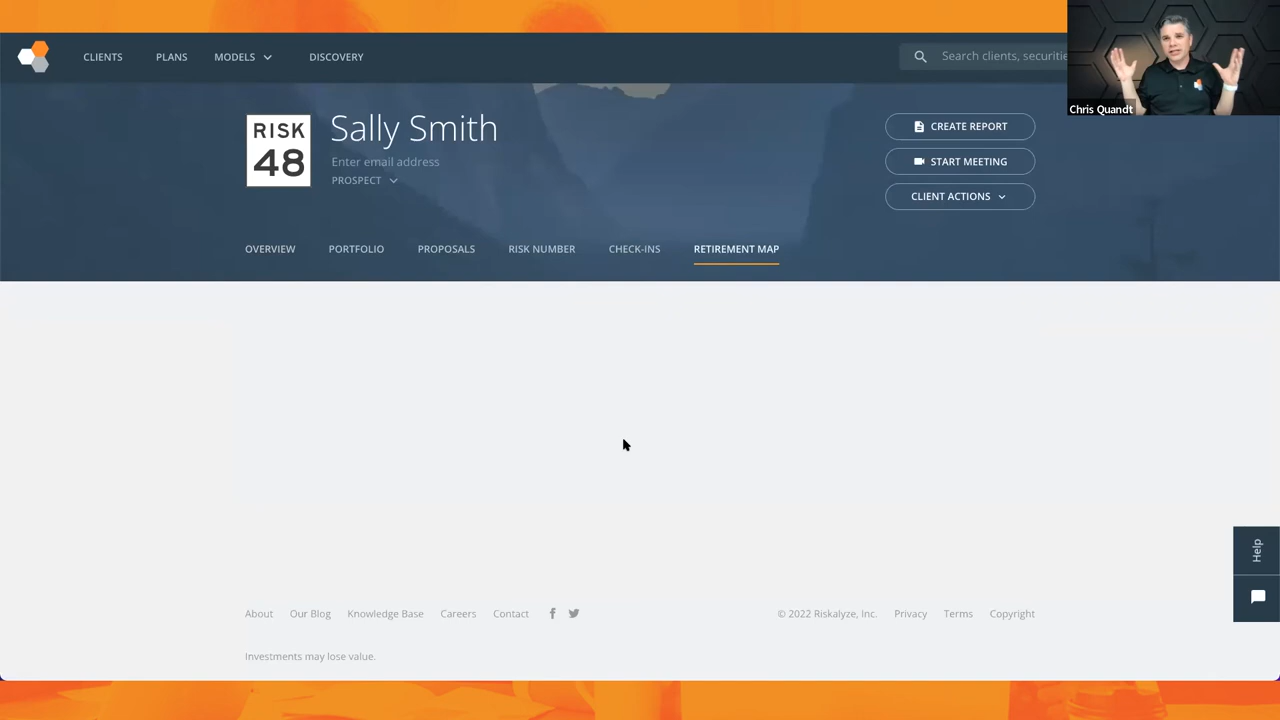 CLIENTS PLANS MODELS DISCOVERY
Search clients, securitie
Chris Quandt
RISK
48
Sally Smith
Enter email address
PROSPECT
CREATE REPORT
START MEETING
CLIENT ACTIONS
OVERVIEW PORTFOLIO PROPOSALS RISK NUMBER CHECK-INS RETIREMENT MAP
Help
About Our Blog Knowledge Base Careers Contact © 2022 Riskalyze, Inc. Privacy Terms Copyright
Investments may lose value.